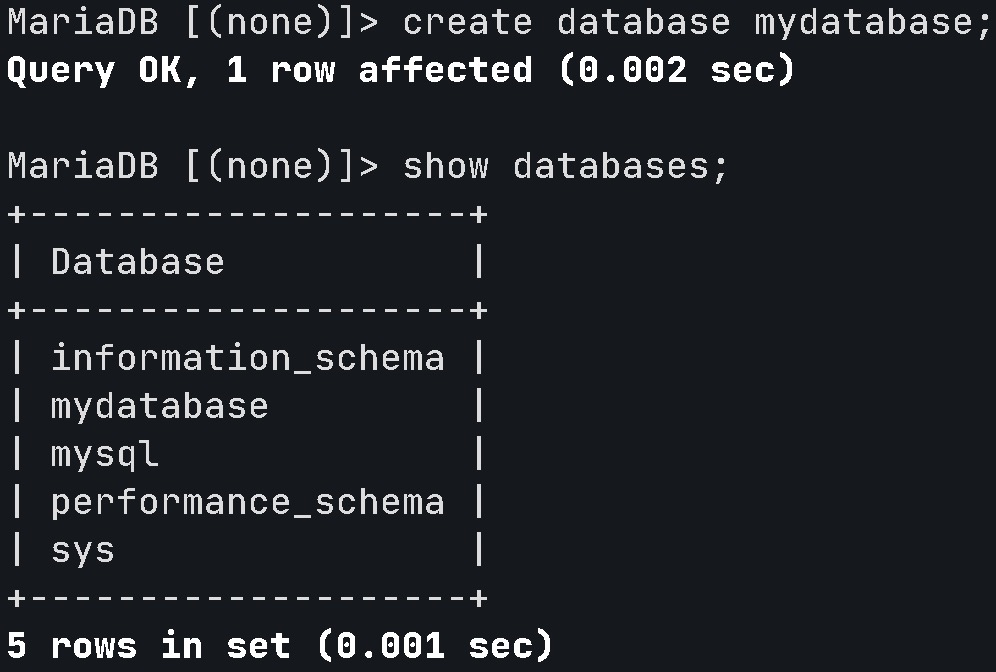 MariaDB [(none)]> create database mydatabase;
Query OK, 1 row affected (0.002 sec)

MariaDB [(none)]> show databases;
+--------------------+
| Database           |
+--------------------+
| information_schema |
| mydatabase         |
| mysql              |
| performance_schema |
| sys                |
+--------------------+
5 rows in set (0.001 sec)